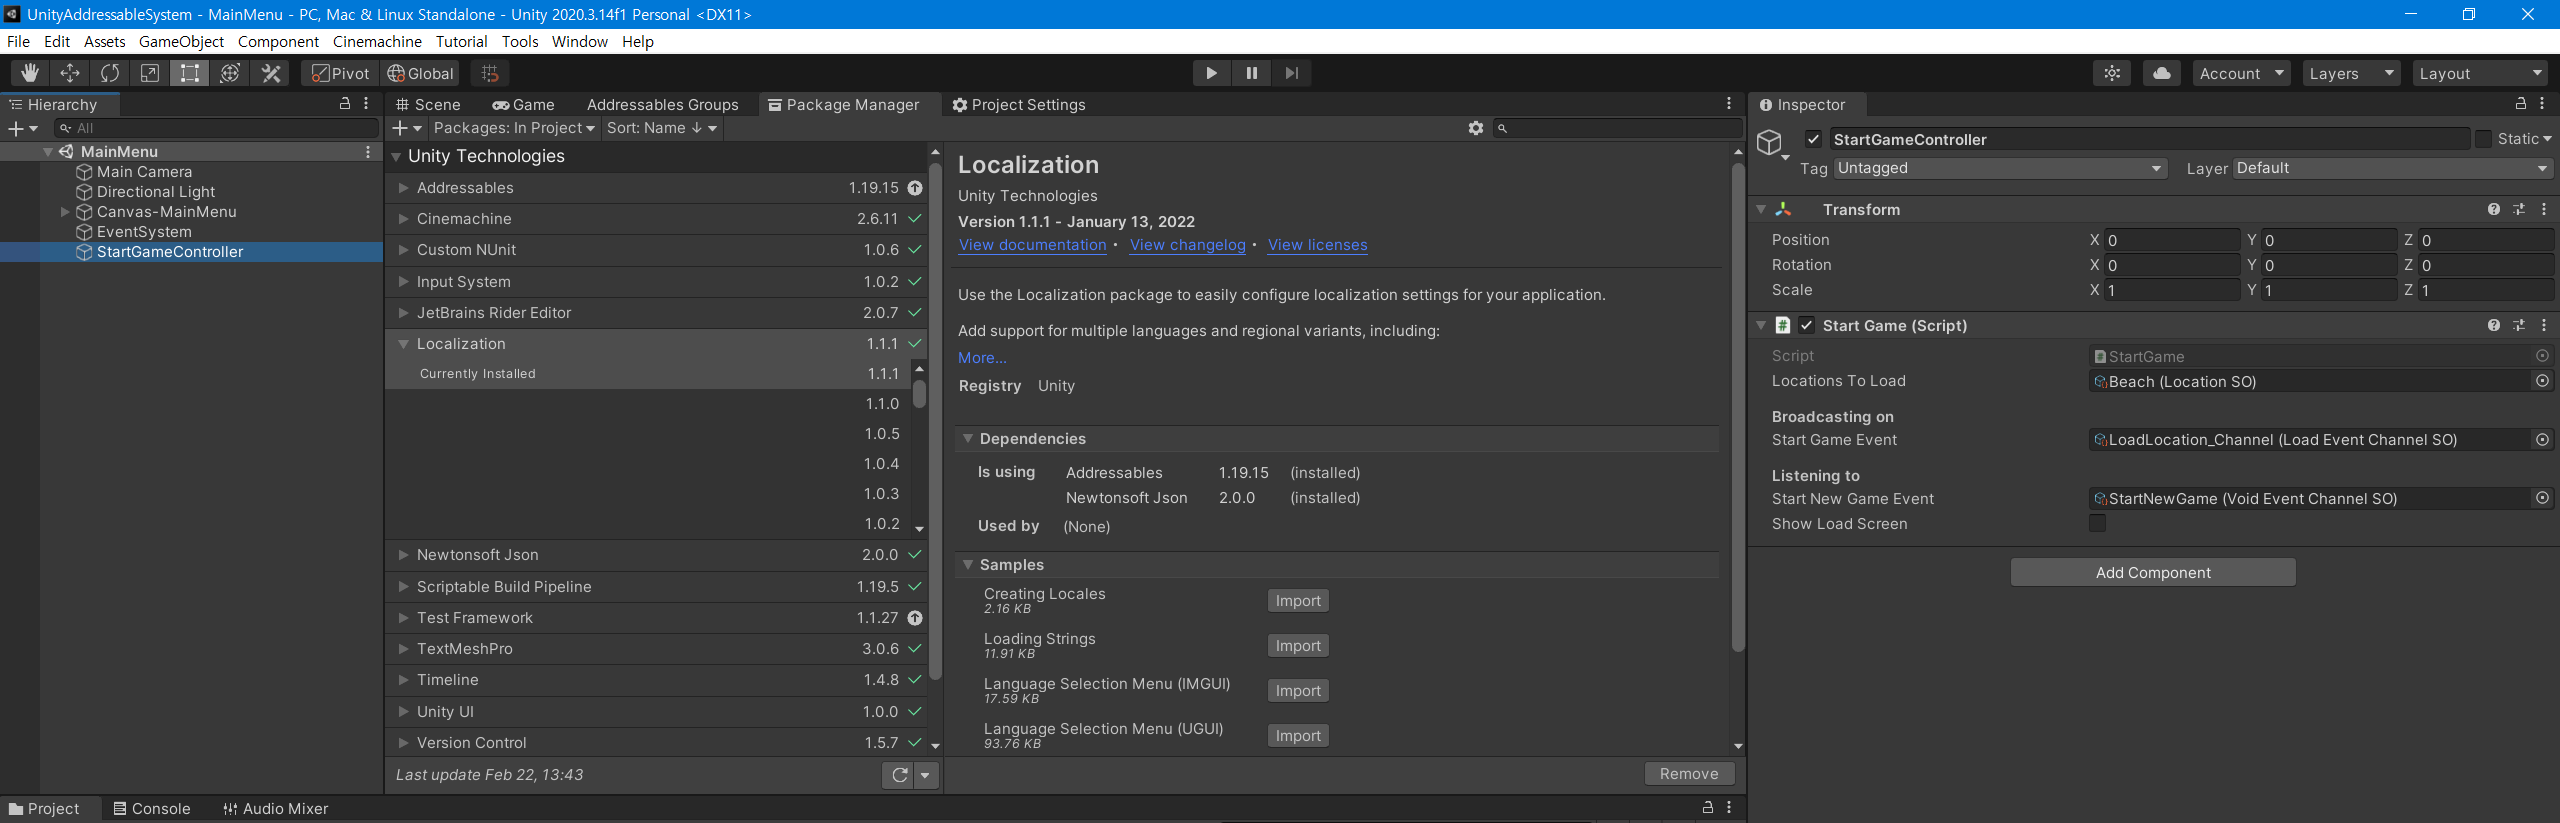 UnityAddressableSystem - MainMenu - PC, Mac & Linux Standalone - Unity 2020.3.14f1 Personal <DX11>
File Edit Assets GameObject Component Cinemachine Tutorial Tools Window Help
Pivot Global Account Layers Layout
Hierarchy
All
MainMenu
Main Camera
Directional Light
Canvas-MainMenu
EventSystem
StartGameController
Scene Game Addressables Groups Package Manager Project Settings
Packages: In Project Sort: Name ↓
Unity Technologies
Addressables 1.19.15
Cinemachine 2.6.11
Custom NUnit 1.0.6
Input System 1.0.2
JetBrains Rider Editor 2.0.7
Localization 1.1.1
Currently Installed 1.1.1
1.1.0
1.0.5
1.0.4
1.0.3
1.0.2
Newtonsoft Json 2.0.0
Scriptable Build Pipeline 1.19.5
Test Framework 1.1.27
TextMeshPro 3.0.6
Timeline 1.4.8
Unity UI 1.0.0
Version Control 1.5.7
Last update Feb 22, 13:43
Localization
Unity Technologies
Version 1.1.1 - January 13, 2022
View documentation • View changelog • View licenses
Use the Localization package to easily configure localization settings for your application.
Add support for multiple languages and regional variants, including:
More...
Registry Unity
Dependencies
Is using Addressables 1.19.15 (installed)
Newtonsoft Json 2.0.0 (installed)
Used by (None)
Samples
Creating Locales Import
2.16 KB
Loading Strings Import
11.91 KB
Language Selection Menu (IMGUI) Import
17.59 KB
Language Selection Menu (UGUI) Import
93.76 KB
Remove
Inspector
StartGameController Static
Tag Untagged Layer Default
Transform
Position X 0 Y 0 Z 0
Rotation X 0 Y 0 Z 0
Scale X 1 Y 1 Z 1
Start Game (Script)
Script StartGame
Locations To Load Beach (Location SO)
Broadcasting on
Start Game Event LoadLocation_Channel (Load Event Channel SO)
Listening to
Start New Game Event StartNewGame (Void Event Channel SO)
Show Load Screen
Add Component
Project Console Audio Mixer